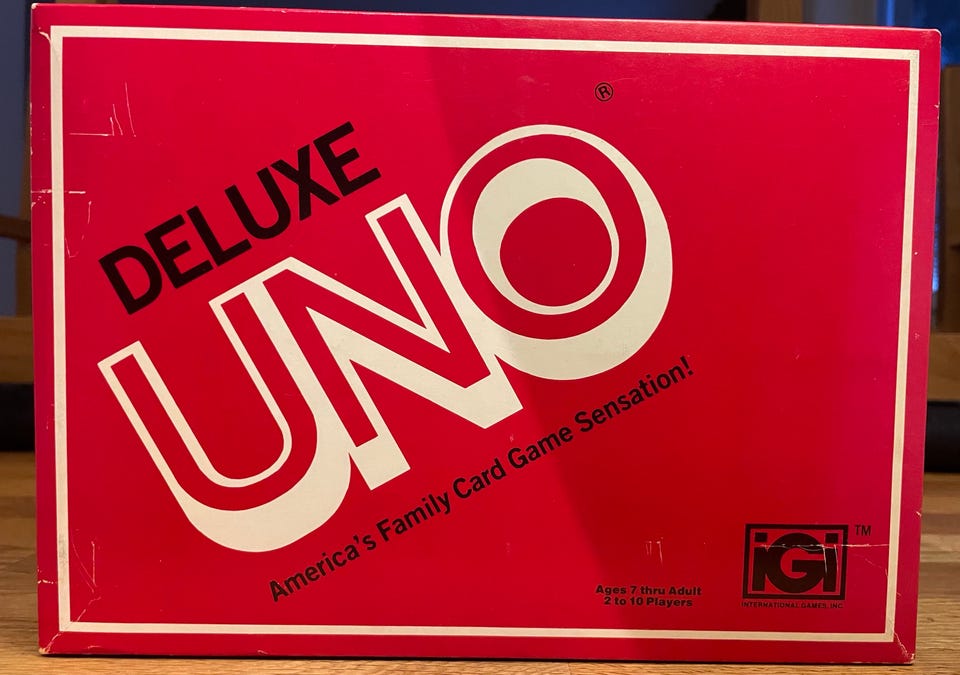 ®
DELUXE
UNO
America's Family Card Game Sensation!
Ages 7 thru Adult
2 to 10 Players
iGi TM
INTERNATIONAL GAMES, INC.